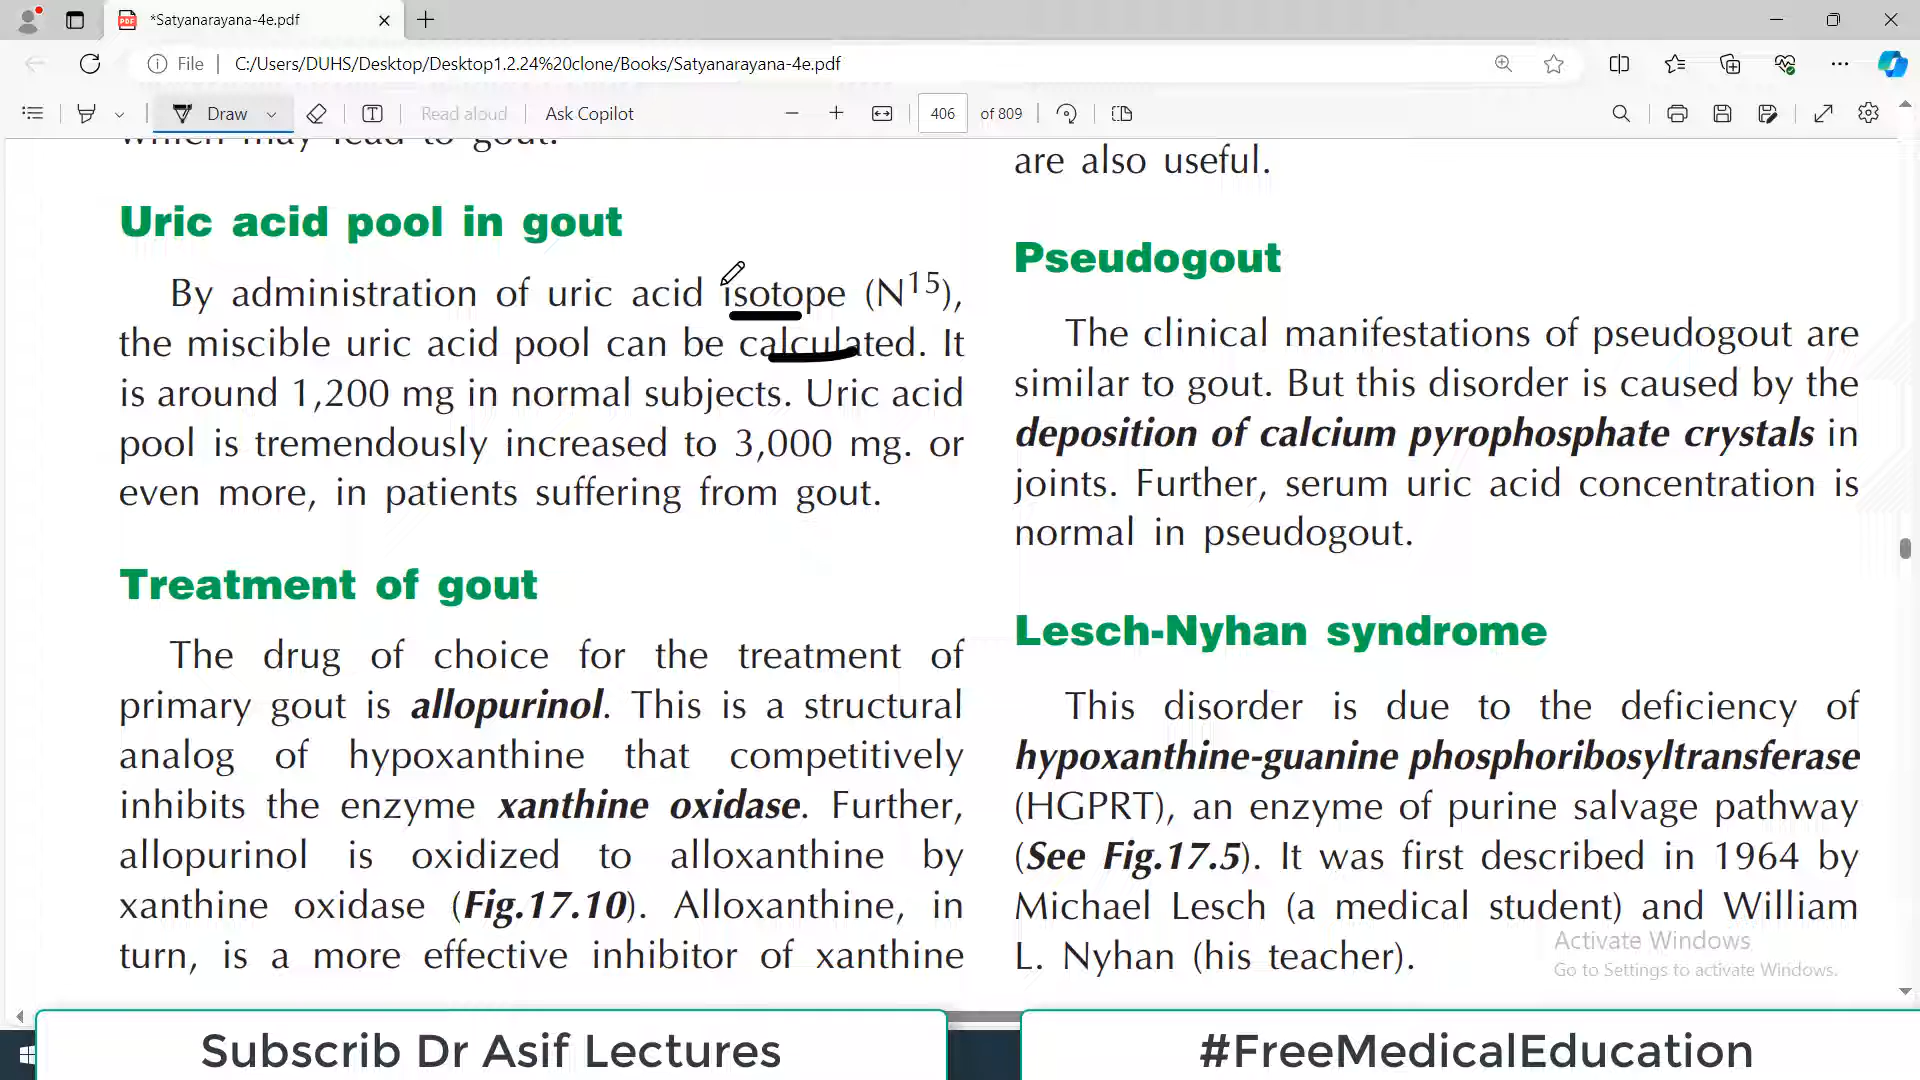 *Satyanarayana-4e.pdf
File
C:/Users/DUHS/Desktop/Desktop1.2.24%20clone/Books/Satyanarayana-4e.pdf
Draw
Read aloud
Ask Copilot
406 of 809
which may lead to gout.
Uric acid pool in gout
By administration of uric acid isotope (N15),
the miscible uric acid pool can be calculated. It
is around 1,200 mg in normal subjects. Uric acid
pool is tremendously increased to 3,000 mg. or
even more, in patients suffering from gout.
Treatment of gout
The drug of choice for the treatment of
primary gout is allopurinol. This is a structural
analog of hypoxanthine that competitively
inhibits the enzyme xanthine oxidase. Further,
allopurinol is oxidized to alloxanthine by
xanthine oxidase (Fig.17.10). Alloxanthine, in
turn, is a more effective inhibitor of xanthine
are also useful.
Pseudogout
The clinical manifestations of pseudogout are
similar to gout. But this disorder is caused by the
deposition of calcium pyrophosphate crystals in
joints. Further, serum uric acid concentration is
normal in pseudogout.
Lesch-Nyhan syndrome
This disorder is due to the deficiency of
hypoxanthine-guanine phosphoribosyltransferase
(HGPRT), an enzyme of purine salvage pathway
(See Fig.17.5). It was first described in 1964 by
Michael Lesch (a medical student) and William
L. Nyhan (his teacher).
Activate Windows
Go to Settings to activate Windows.
Subscrib Dr Asif Lectures
#FreeMedicalEducation